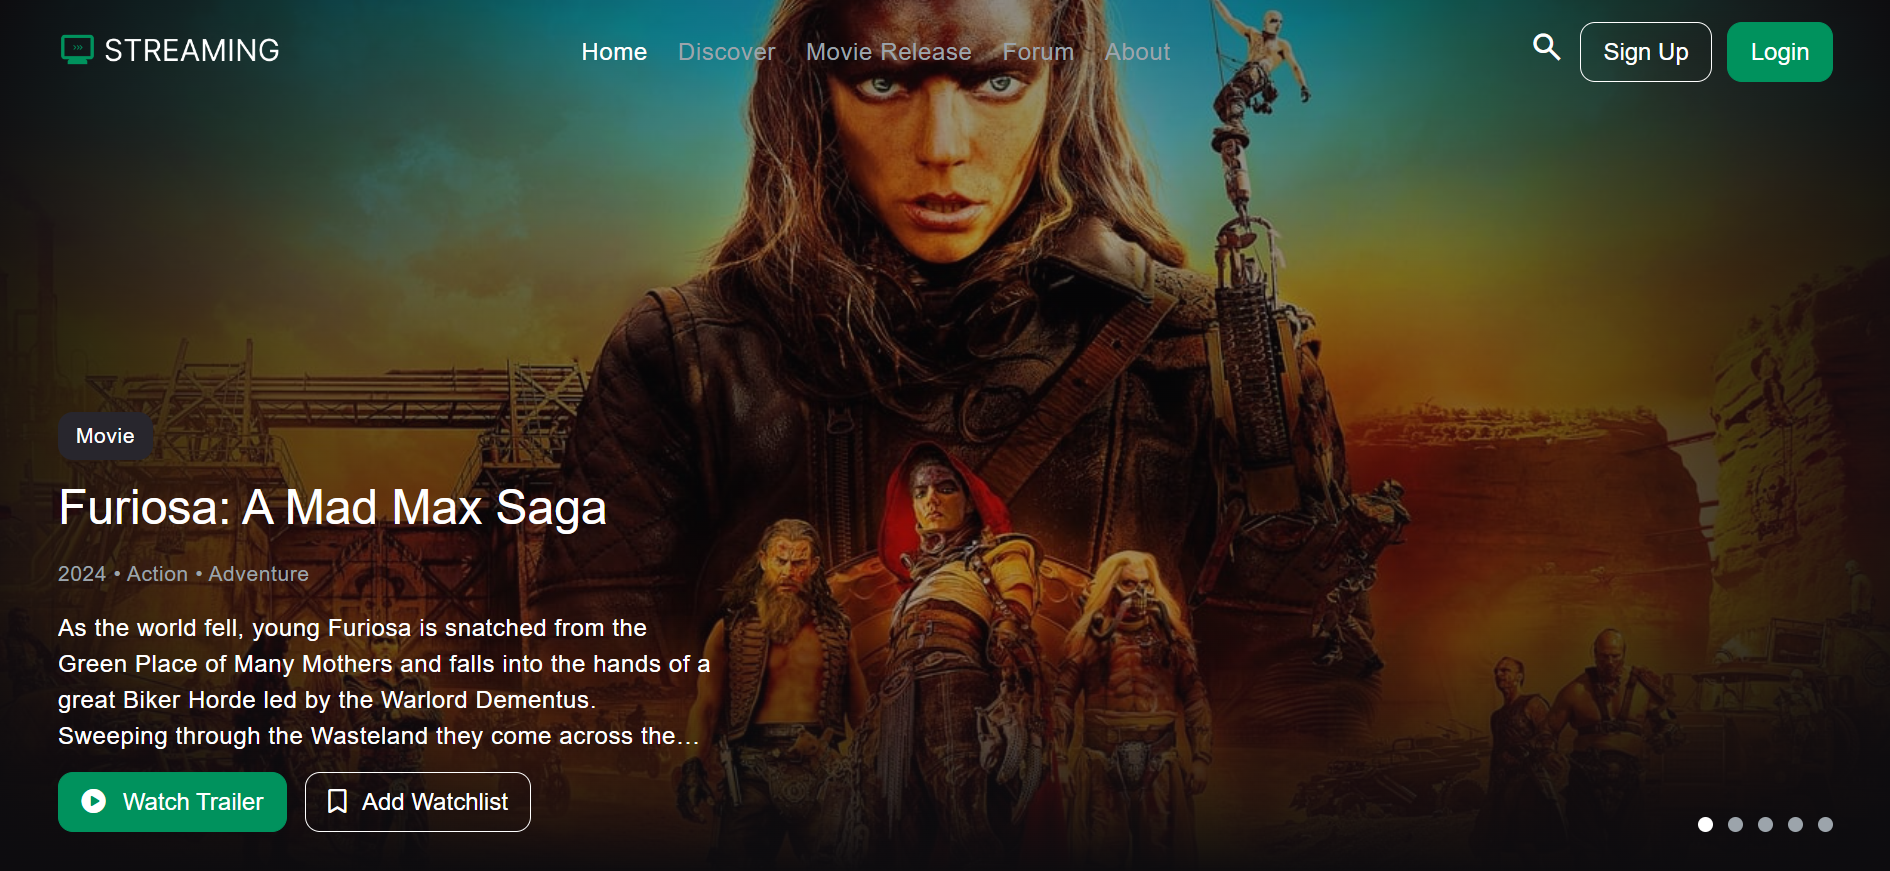 STREAMING
Home
Discover
Movie Release
Forum
About
Sign Up
Login
Movie
Furiosa: A Mad Max Saga
2024 • Action • Adventure
As the world fell, young Furiosa is snatched from the
Green Place of Many Mothers and falls into the hands of a
great Biker Horde led by the Warlord Dementus.
Sweeping through the Wasteland they come across the...
Watch Trailer
Add Watchlist